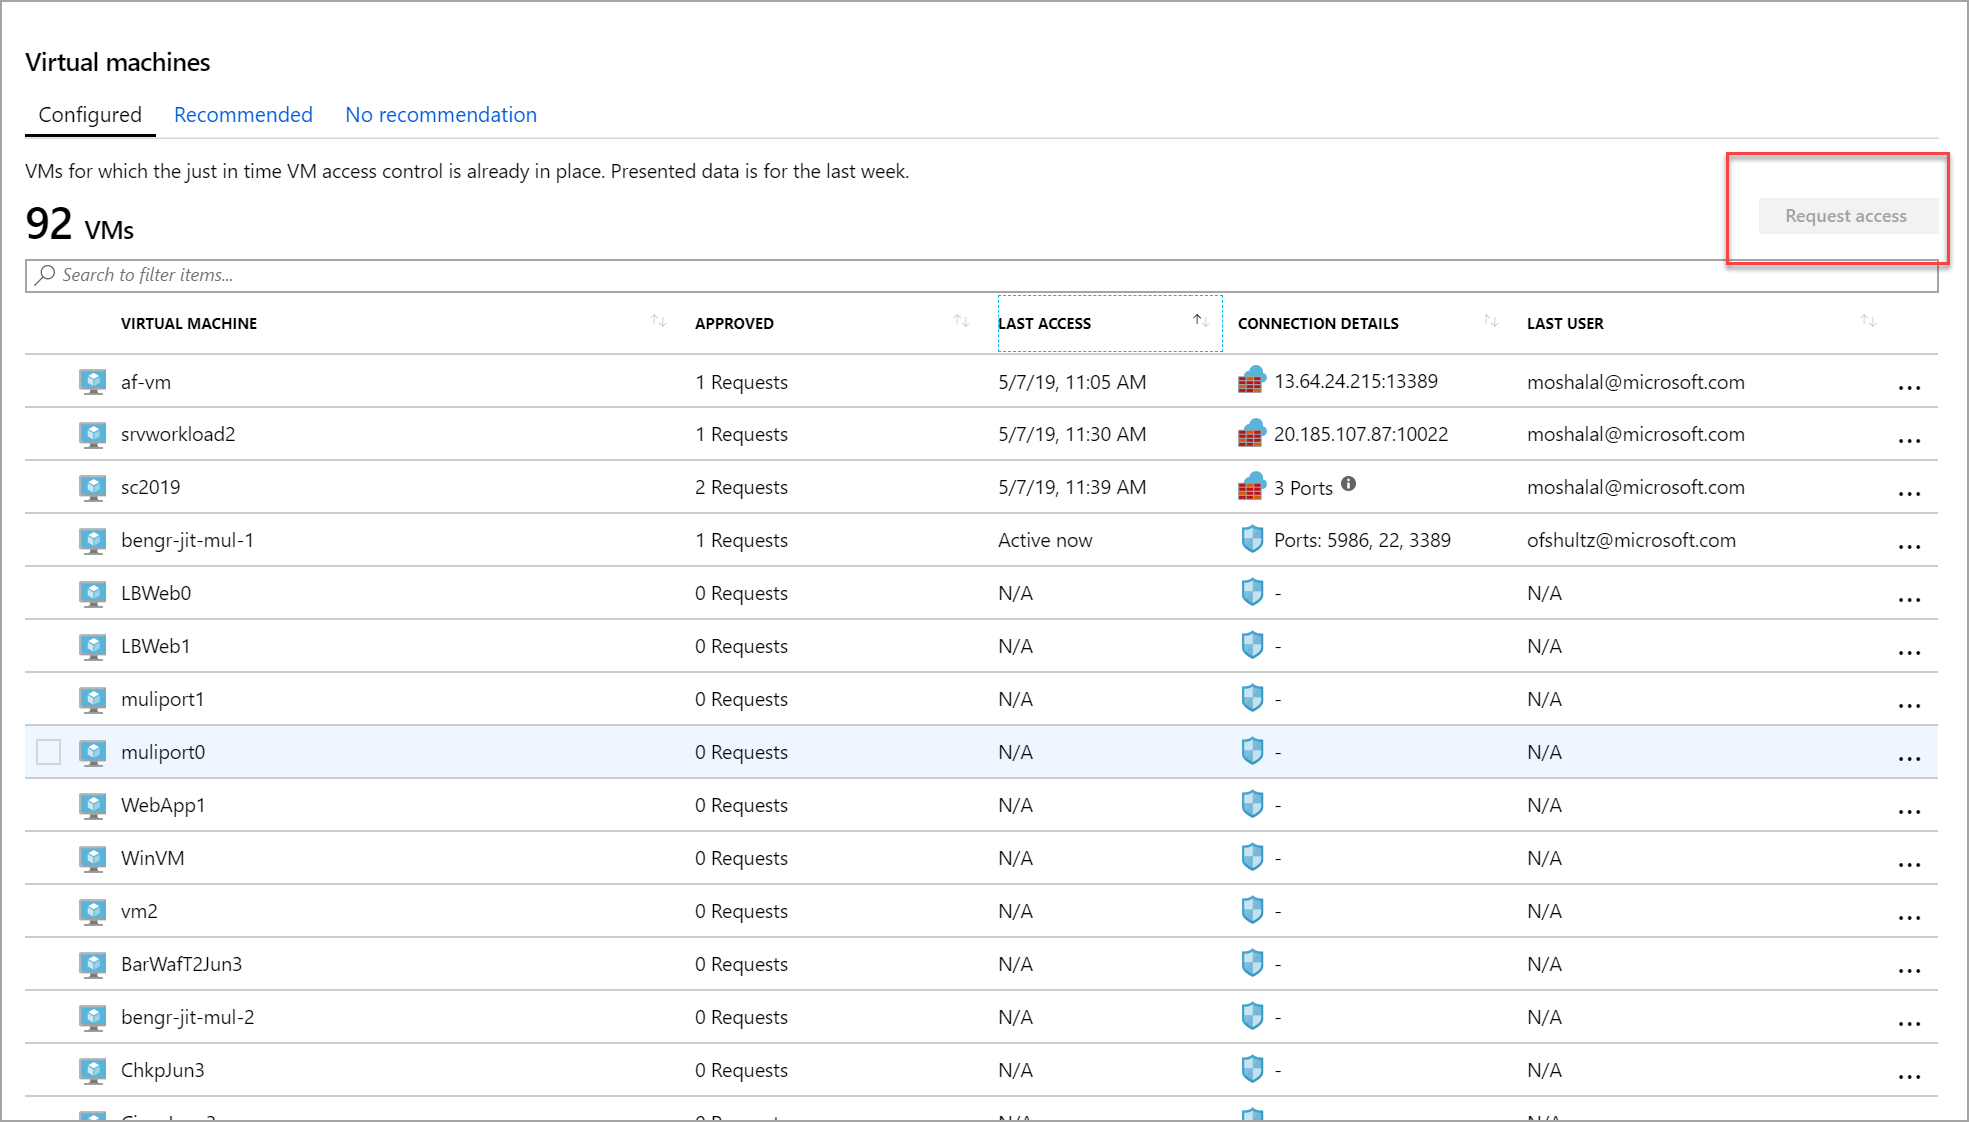 Virtual machines
Configured Recommended No recommendation
VMs for which the just in time VM access control is already in place. Presented data is for the last week.
92 VMs
Request access
Search to filter items...
VIRTUAL MACHINE APPROVED LAST ACCESS CONNECTION DETAILS LAST USER
af-vm 1 Requests 5/7/19, 11:05 AM 13.64.24.215:13389 moshalal@microsoft.com ...
srvworkload2 1 Requests 5/7/19, 11:30 AM 20.185.107.87:10022 moshalal@microsoft.com ...
sc2019 2 Requests 5/7/19, 11:39 AM 3 Ports moshalal@microsoft.com ...
bengr-jit-mul-1 1 Requests Active now Ports: 5986, 22, 3389 ofshultz@microsoft.com ...
LBWeb0 0 Requests N/A - N/A ...
LBWeb1 0 Requests N/A - N/A ...
muliport1 0 Requests N/A - N/A ...
muliport0 0 Requests N/A - N/A ...
WebApp1 0 Requests N/A - N/A ...
WinVM 0 Requests N/A - N/A ...
vm2 0 Requests N/A - N/A ...
BarWafT2Jun3 0 Requests N/A - N/A ...
bengr-jit-mul-2 0 Requests N/A - N/A ...
ChkpJun3 0 Requests N/A - N/A ...